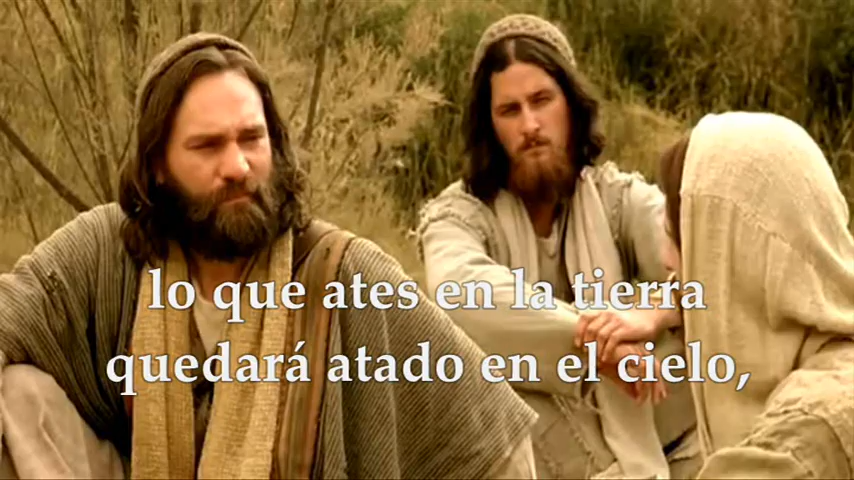 lo que ates en la tierra
quedará atado en el cielo,